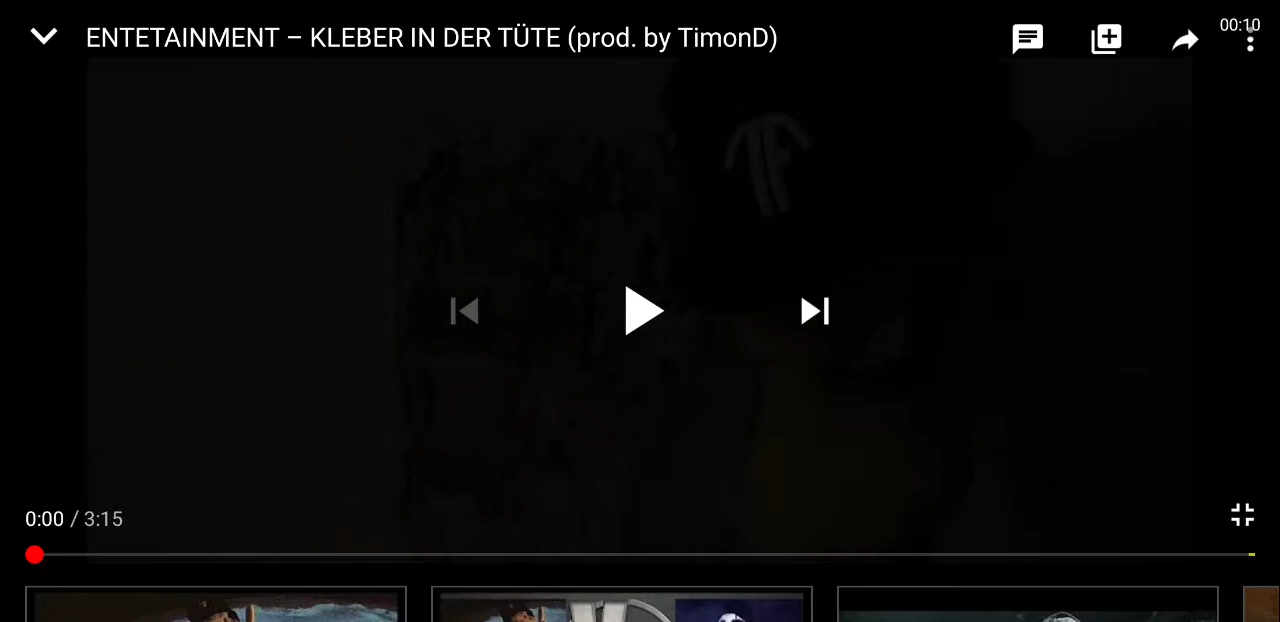 ENTETAINMENT – KLEBER IN DER TÜTE (prod. by TimonD)
00:10
0:00 / 3:15